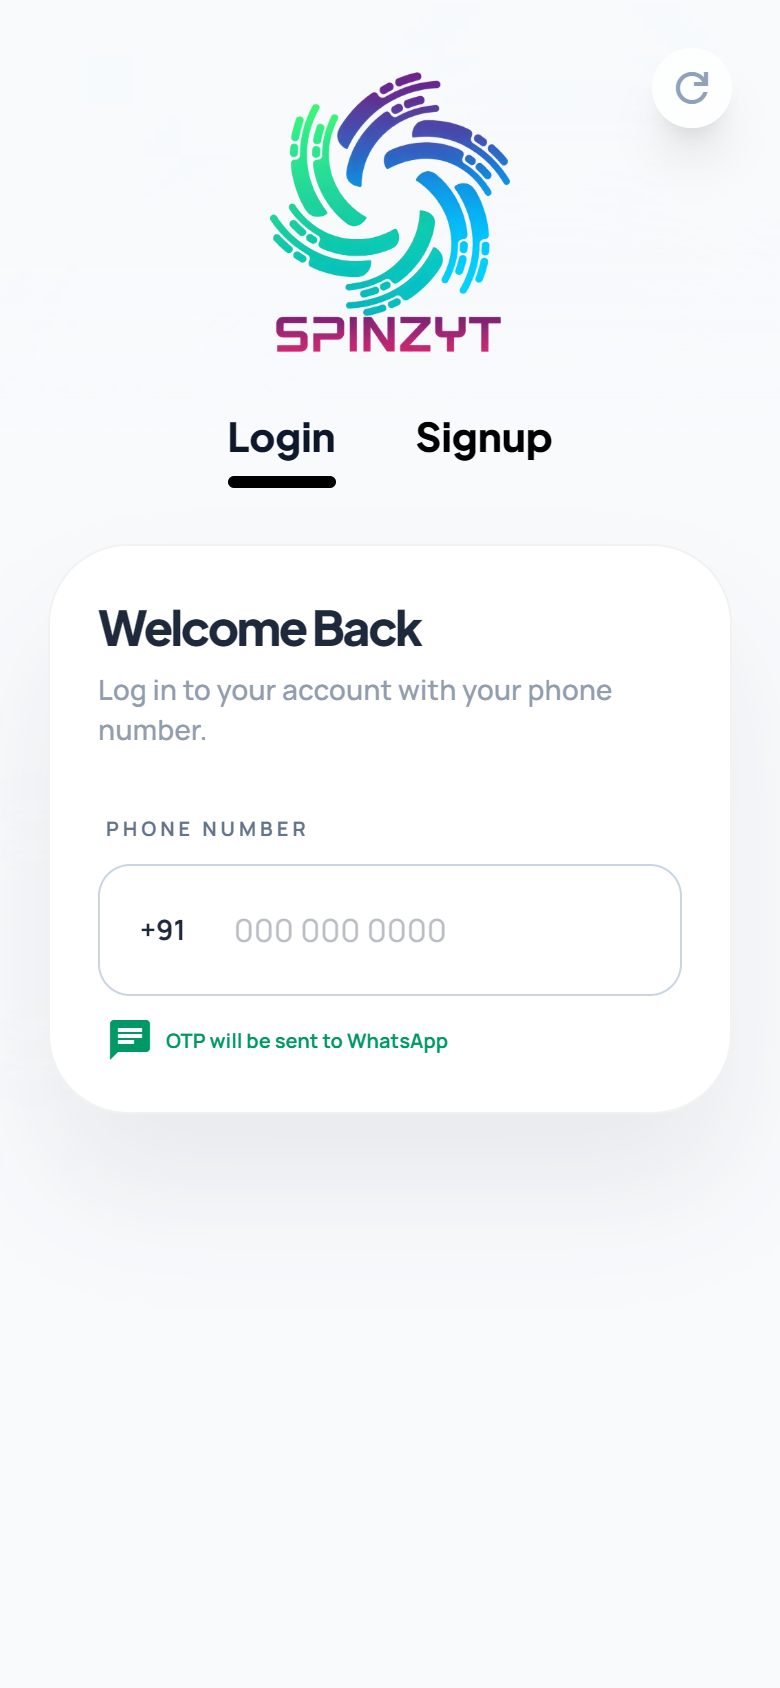 SPINZYT
Login Signup
Welcome Back
Log in to your account with your phone
number.
PHONE NUMBER
+91 000 000 0000
OTP will be sent to WhatsApp